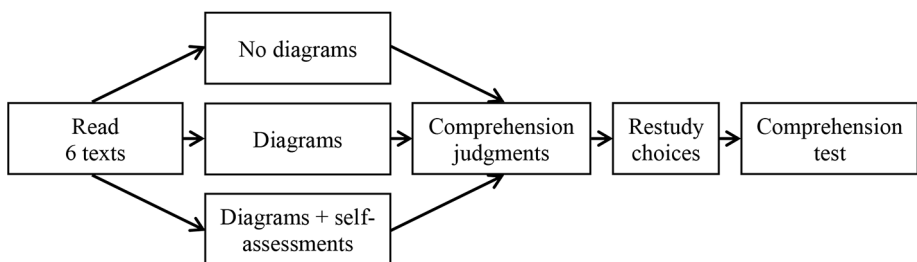 No diagrams
Read
6 texts
Diagrams
Comprehension
judgments
Restudy
choices
Comprehension
test
Diagrams + self-
assessments